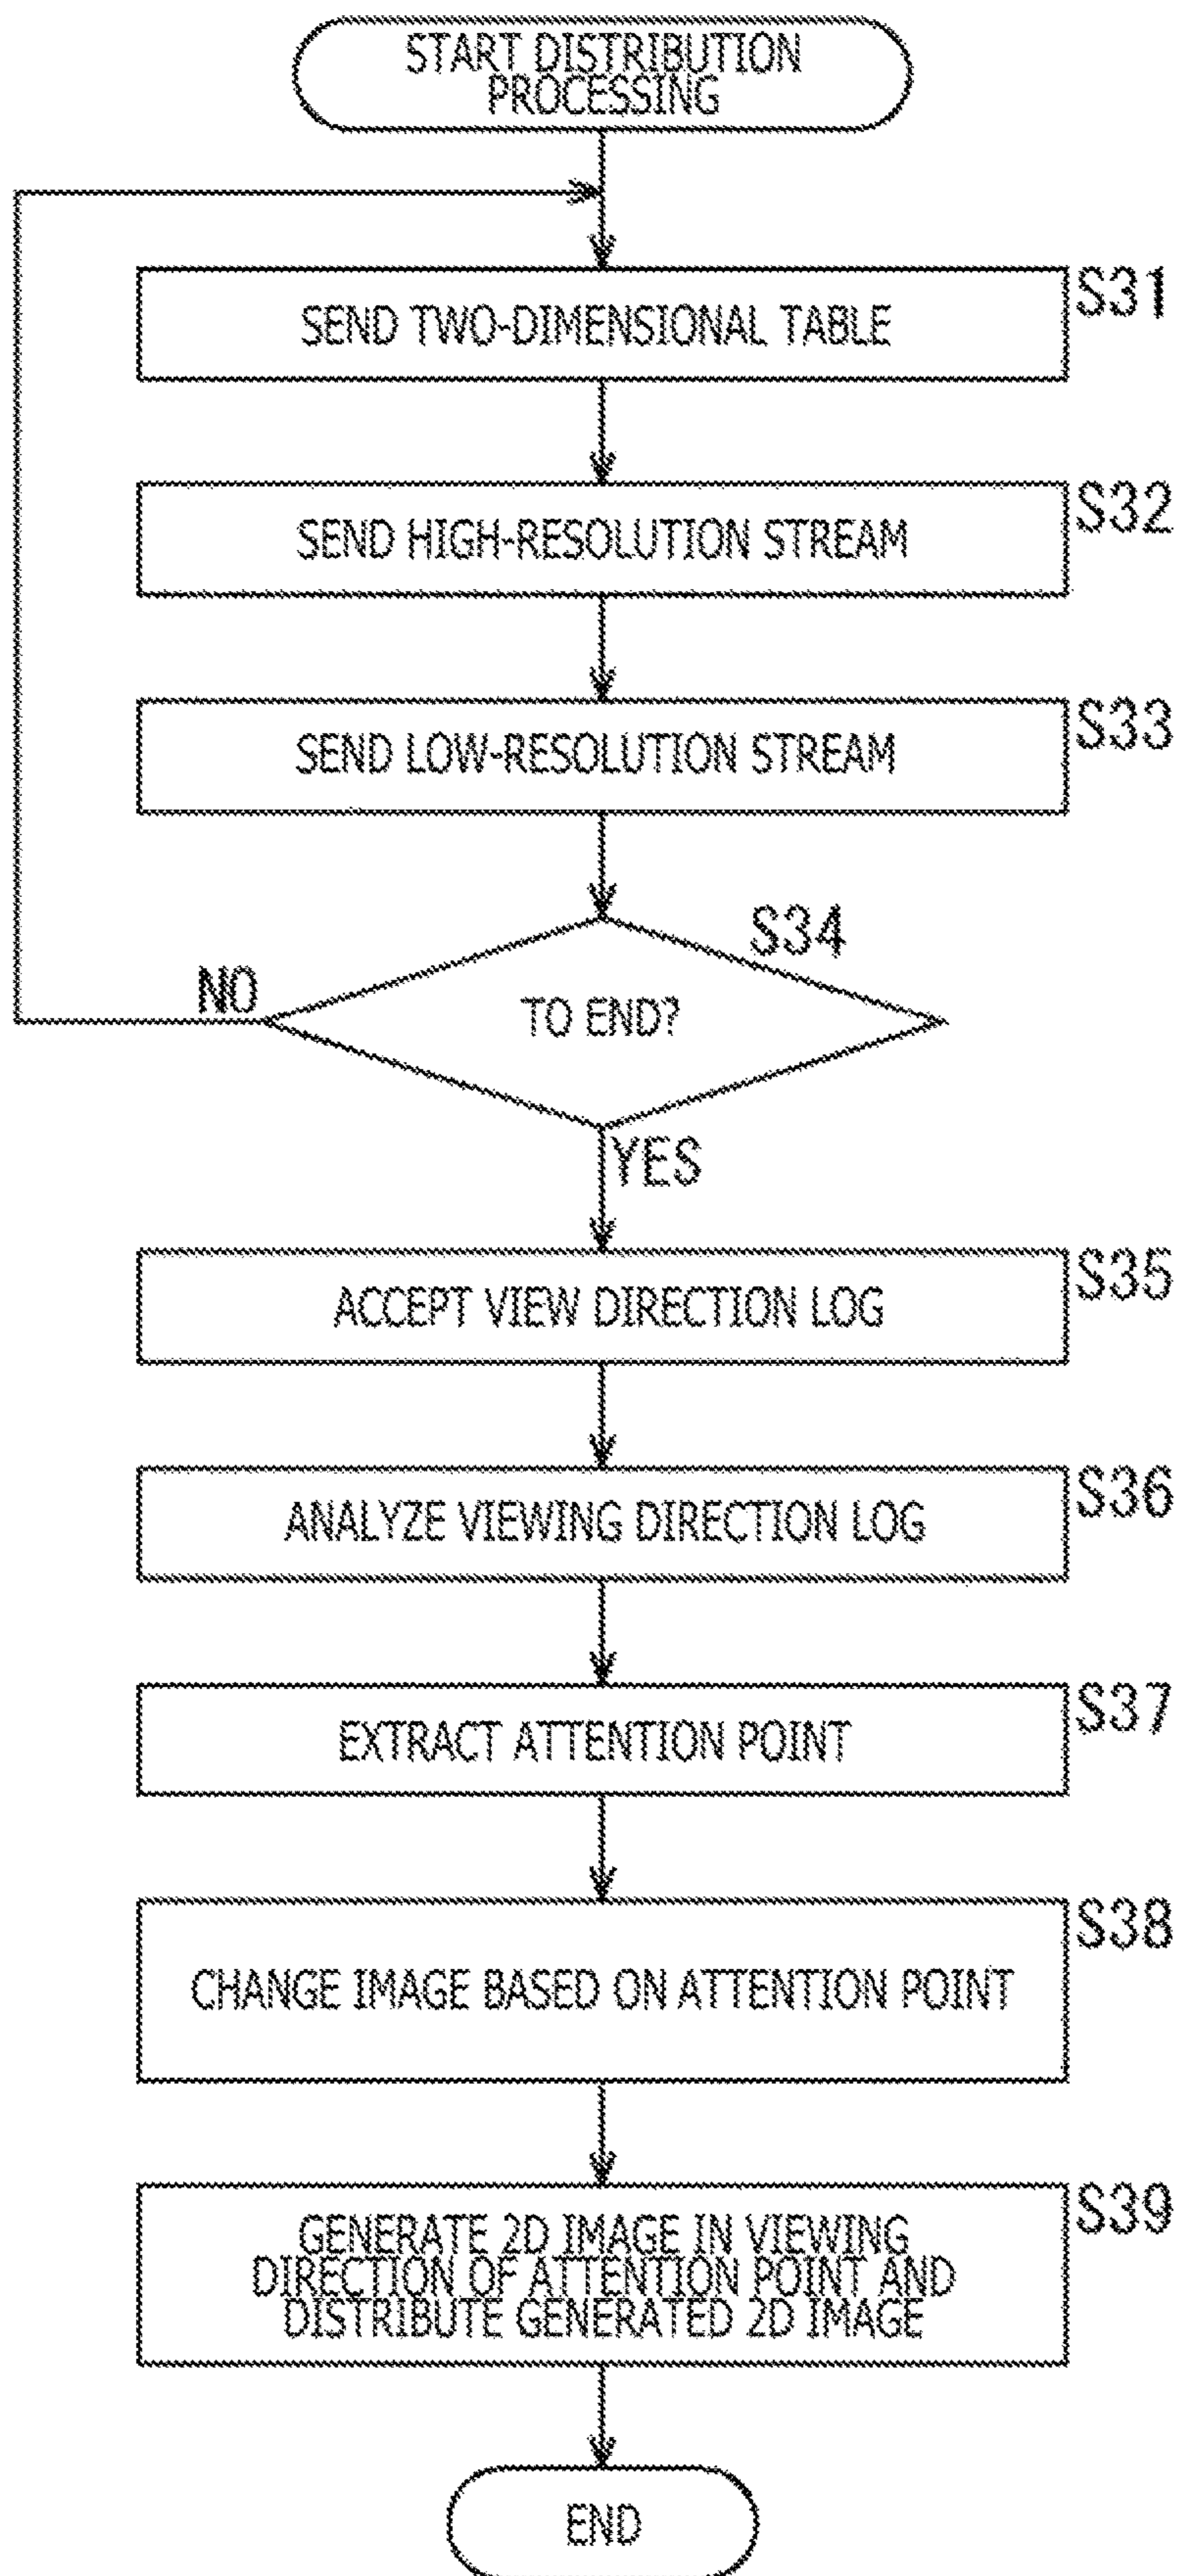 START DISTRIBUTION
PROCESSING
SEND TWO-DIMENSIONAL TABLE
S31
SEND HIGH-RESOLUTION STREAM
S32
SEND LOW-RESOLUTION STREAM
S33
S34
NO
TO END?
YES
ACCEPT VIEW DIRECTION LOG
S35
ANALYZE VIEWING DIRECTION LOG
S36
EXTRACT ATTENTION POINT
S37
CHANGE IMAGE BASED ON ATTENTION POINT
S38
GENERATE 2D IMAGE IN VIEWING
DIRECTION OF ATTENTION POINT AND
DISTRIBUTE GENERATED 2D IMAGE
S39
END